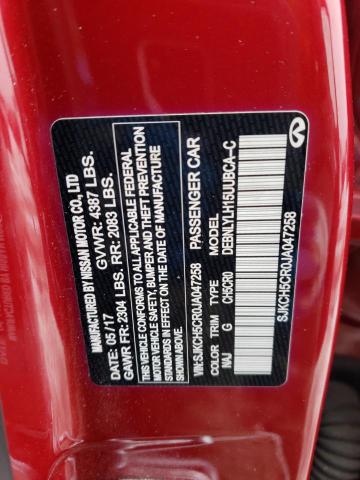 MANUFACTURED BY NISSAN MOTOR CO., LTD
DATE: 05/17 GVWR: 4387 LBS.
GAWR FR: 2304 LBS. RR: 2083 LBS.
THIS VEHICLE CONFORMS TO ALL APPLICABLE FEDERAL
MOTOR VEHICLE SAFETY, BUMPER AND THEFT PREVENTION
STANDARDS IN EFFECT ON THE DATE OF MANUFACTURE
SHOWN ABOVE.
VIN:SJKCH5CR0JA047258 PASSENGER CAR
COLOR TRIM CHASSIS MODEL
NAJ G CH5CR0 DEBNLVLH15UUBCA-C
SJKCH5CR0JA047258